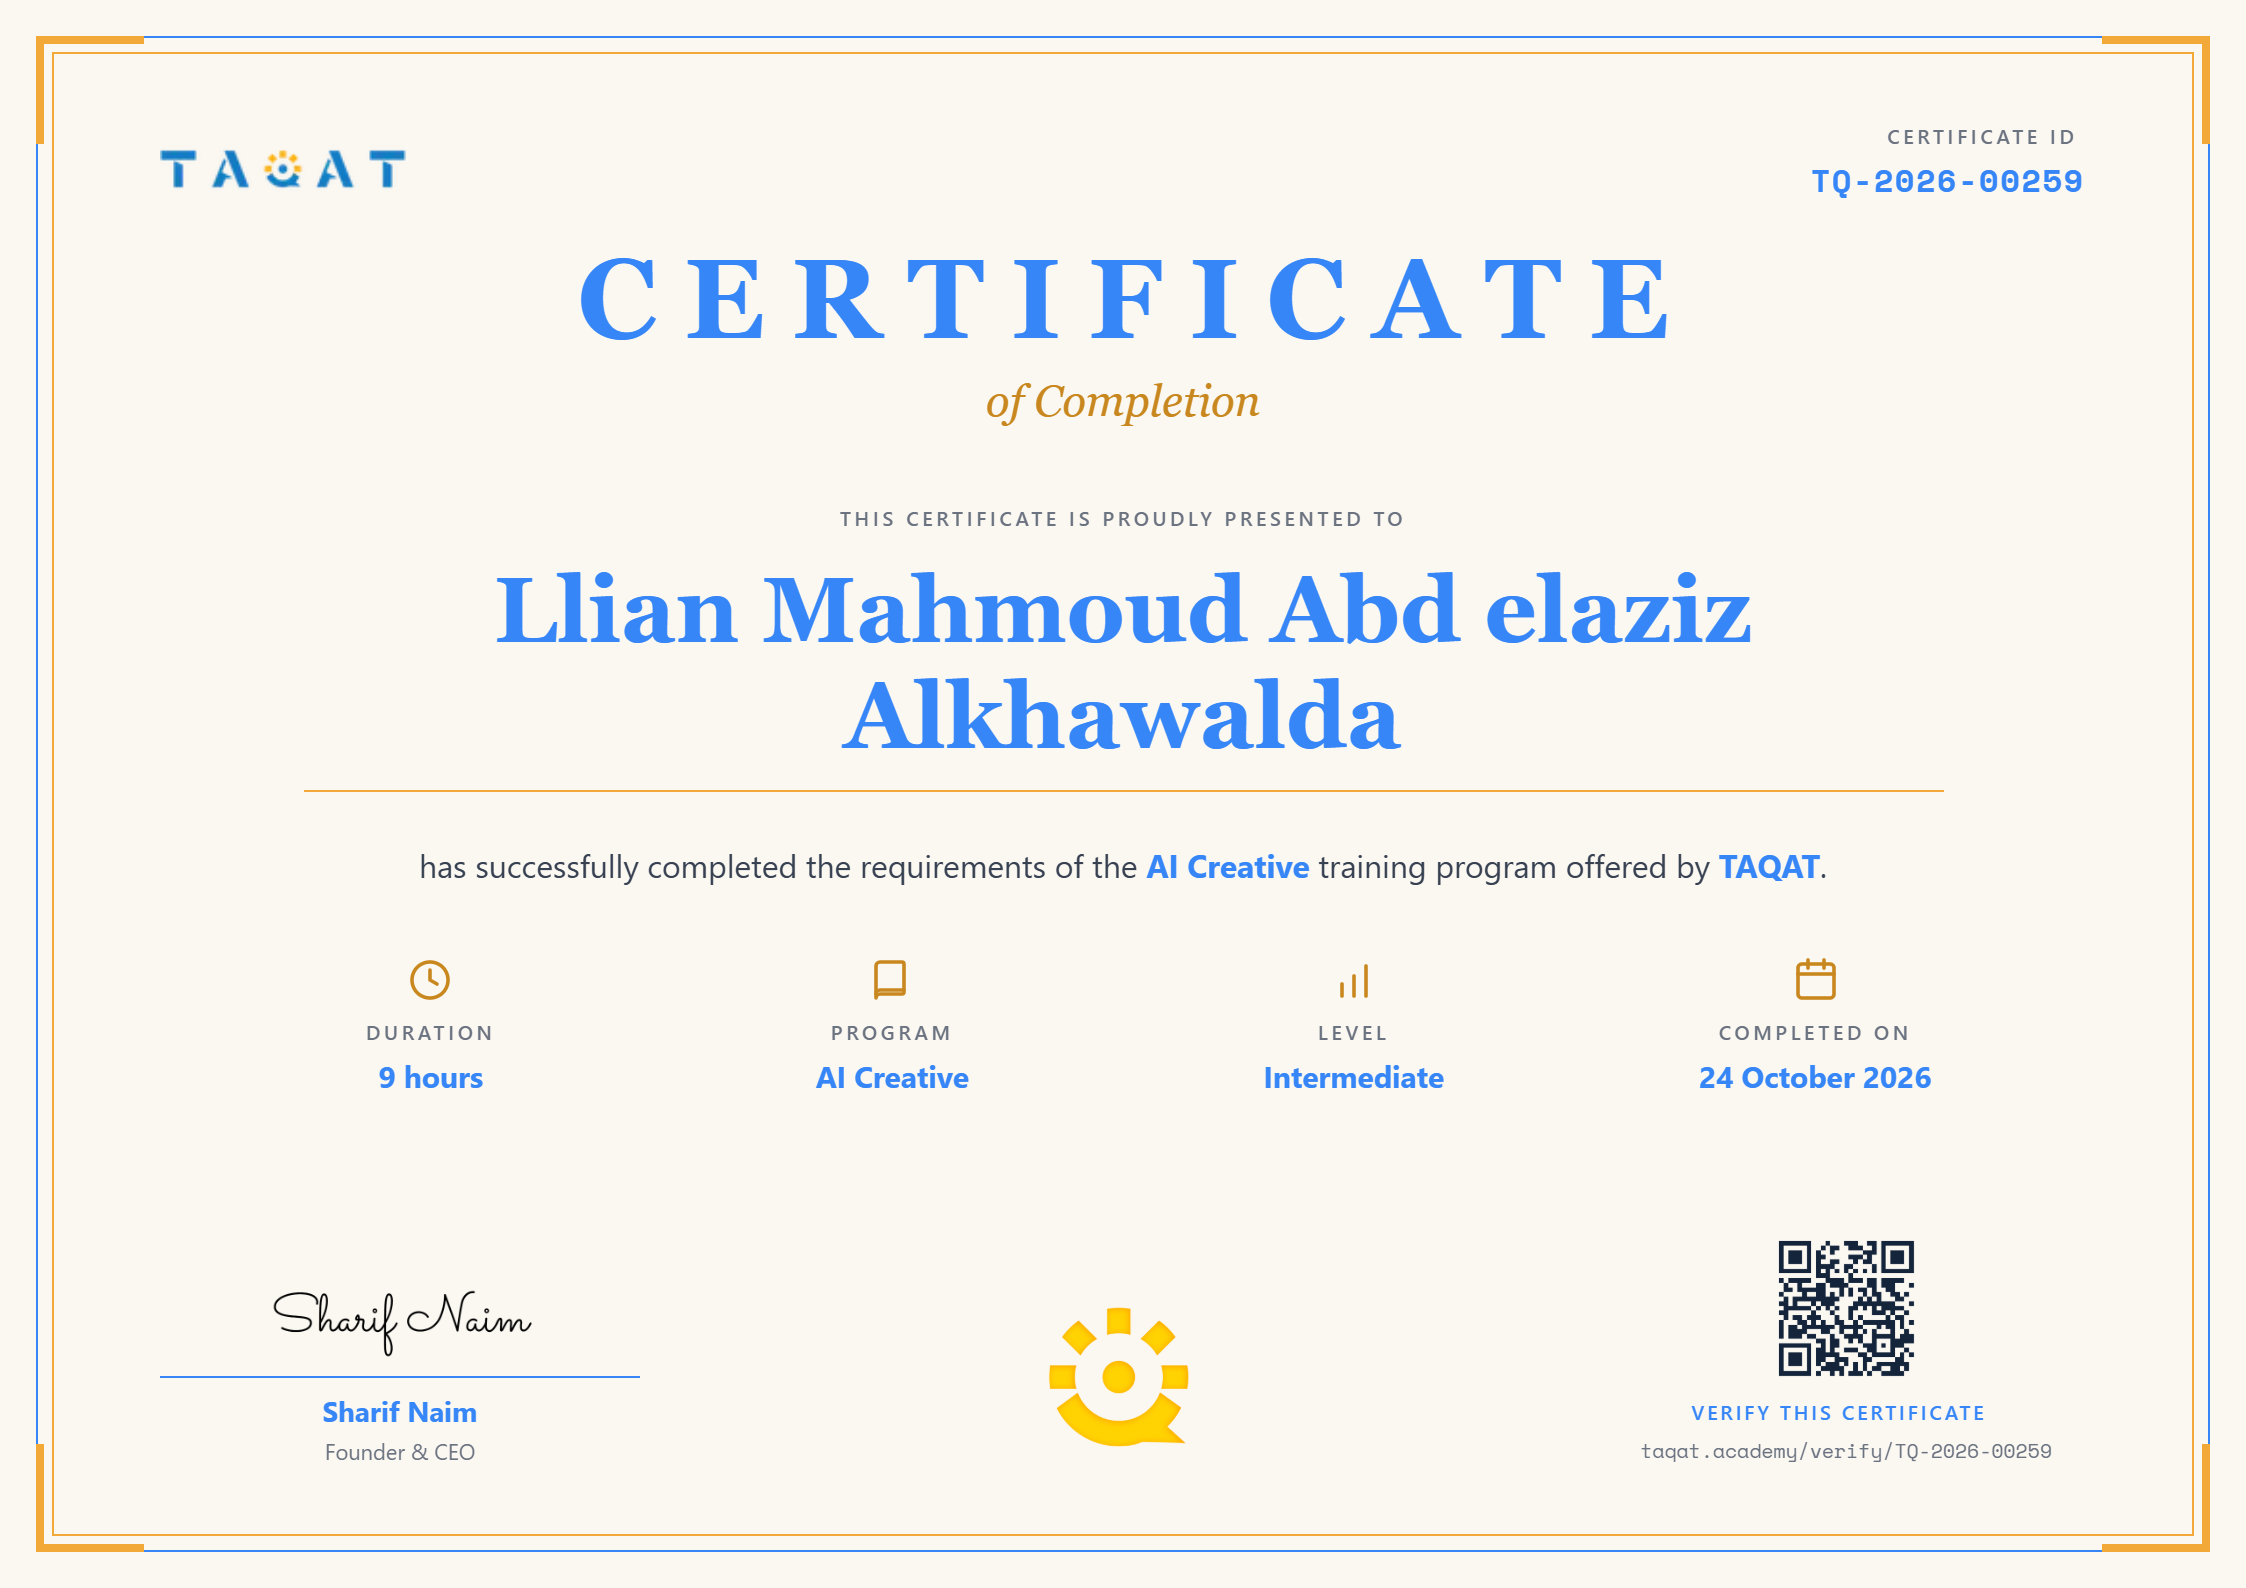 TAQAT
CERTIFICATE ID
TQ-2026-00259
CERTIFICATE
of Completion
THIS CERTIFICATE IS PROUDLY PRESENTED TO
Llian Mahmoud Abd elaziz
Alkhawalda
has successfully completed the requirements of the AI Creative training program offered by TAQAT.
DURATION
9 hours
PROGRAM
AI Creative
LEVEL
Intermediate
COMPLETED ON
24 October 2026
Sharif Naim
Sharif Naim
Founder & CEO
VERIFY THIS CERTIFICATE
taqat.academy/verify/TQ-2026-00259